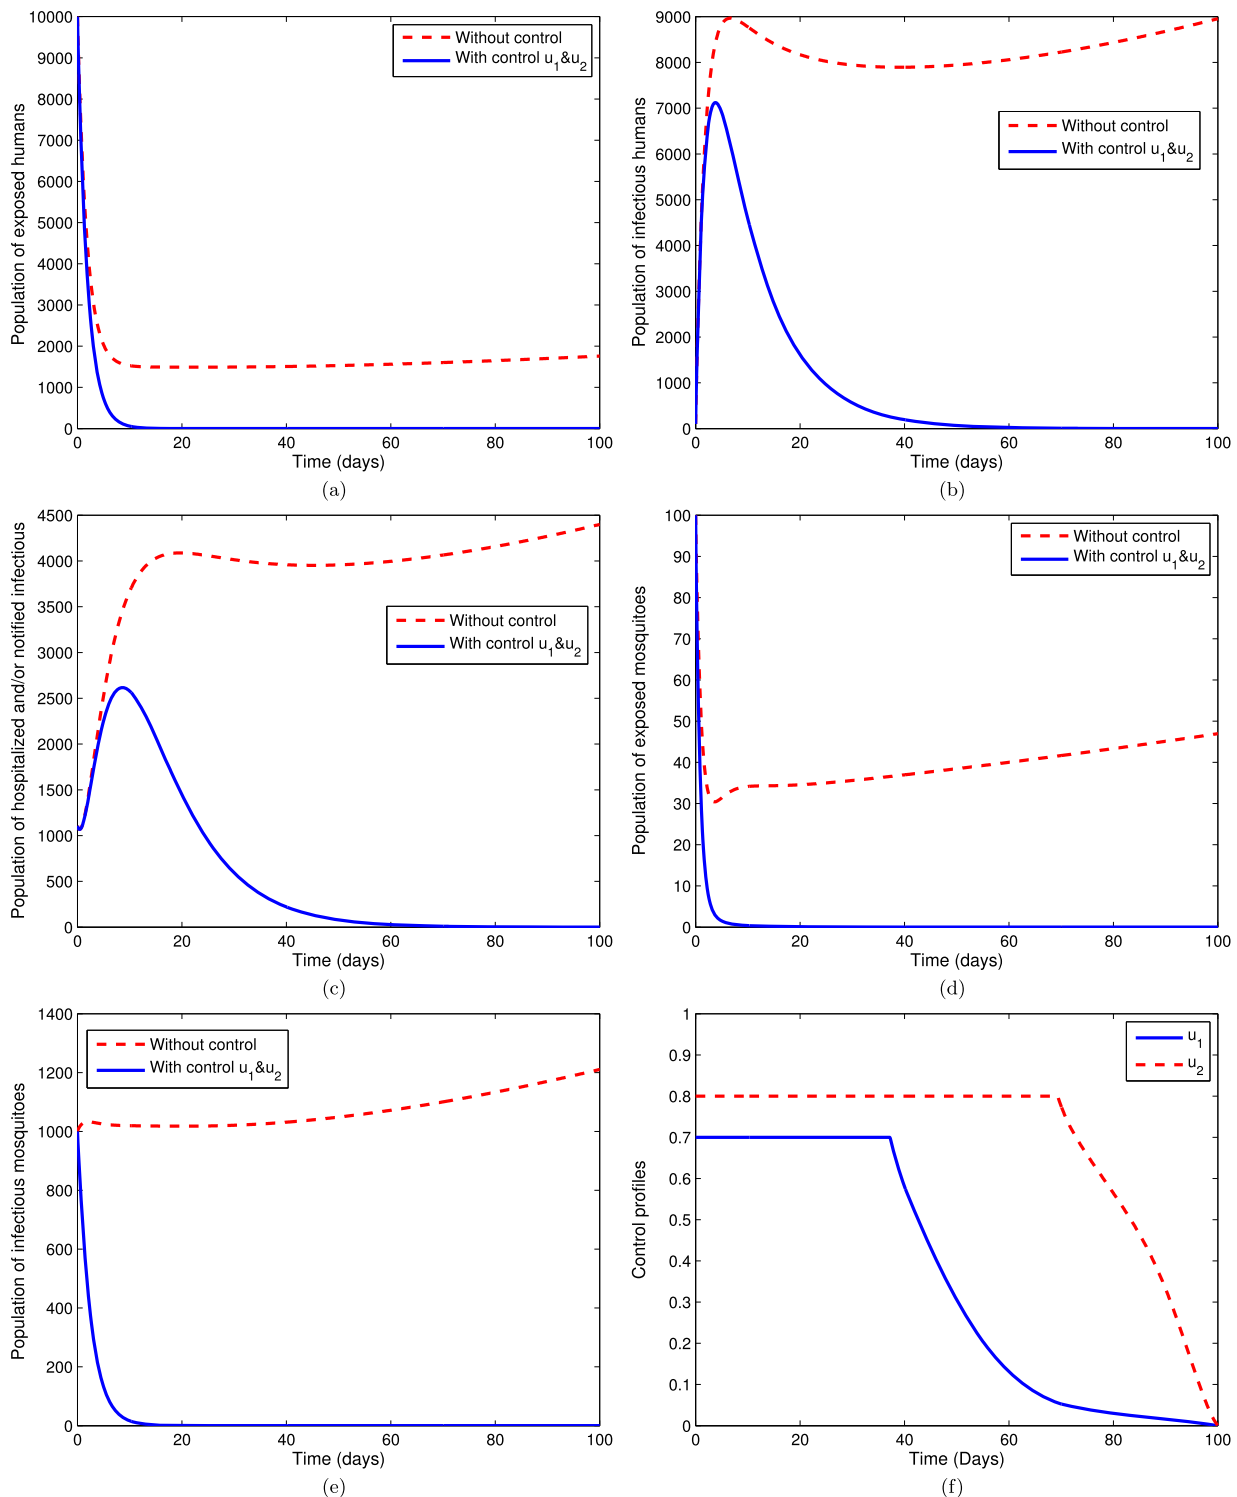 10000
9000
8000
7000
6000
5000
4000
3000
2000
1000
0
Population of exposed humans
Without control
With control u1&u2
0 20 40 60 80 100
Time (days)
(a)
9000
8000
7000
6000
5000
4000
3000
2000
1000
0
Population of infectious humans
Without control
With control u1&u2
0 20 40 60 80 100
Time (days)
(b)
4500
4000
3500
3000
2500
2000
1500
1000
500
0
Population of hospitalized and/or notified infectious
Without control
With control u1&u2
0 20 40 60 80 100
Time (days)
(c)
100
90
80
70
60
50
40
30
20
10
0
Population of exposed mosquitoes
Without control
With control u1&u2
0 20 40 60 80 100
Time (days)
(d)
1400
1200
1000
800
600
400
200
0
Population of infectious mosquitoes
Without control
With control u1&u2
0 20 40 60 80 100
Time (days)
(e)
1
0.9
0.8
0.7
0.6
0.5
0.4
0.3
0.2
0.1
0
Control profiles
u1
u2
0 20 40 60 80 100
Time (Days)
(f)